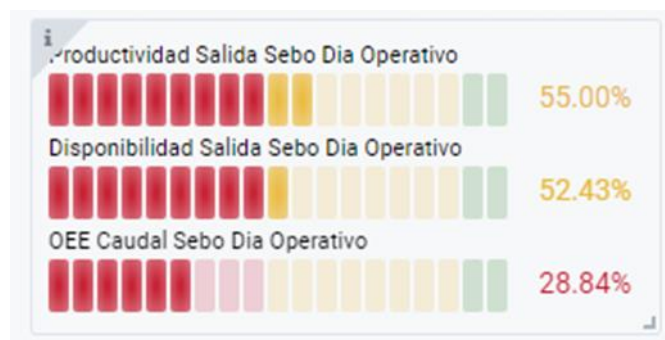 i
Productividad Salida Sebo Dia Operativo
55.00%
Disponibilidad Salida Sebo Dia Operativo
52.43%
OEE Caudal Sebo Dia Operativo
28.84%